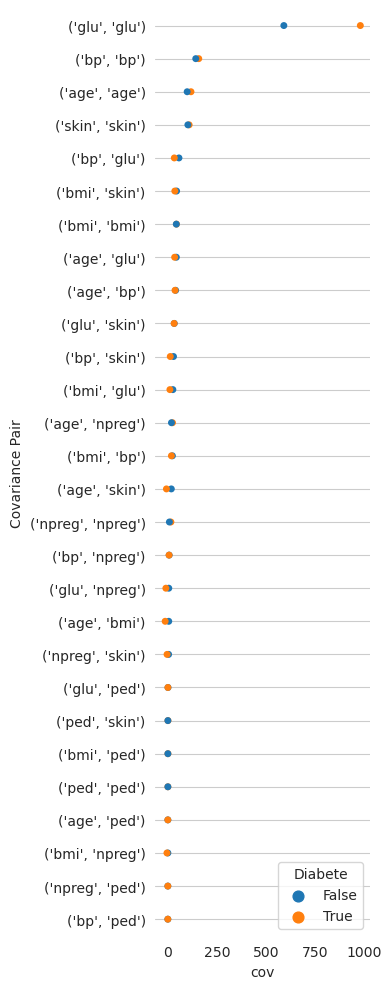 ('glu', 'glu')
('bp', 'bp')
('age', 'age')
('skin', 'skin')
('bp', 'glu')
('bmi', 'skin')
('bmi', 'bmi')
('age', 'glu')
('age', 'bp')
('glu', 'skin')
('bp', 'skin')
('bmi', 'glu')
('age', 'npreg')
('bmi', 'bp')
('age', 'skin')
('npreg', 'npreg')
('bp', 'npreg')
('glu', 'npreg')
('age', 'bmi')
('npreg', 'skin')
('glu', 'ped')
('ped', 'skin')
('bmi', 'ped')
('ped', 'ped')
('age', 'ped')
('bmi', 'npreg')
('npreg', 'ped')
('bp', 'ped')
Covariance Pair
Diabete
False
True
0 250 500 750 1000
cov